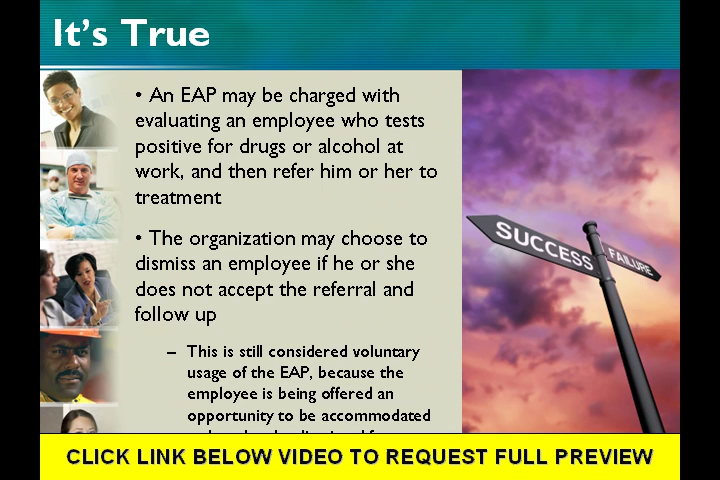 It's True
• An EAP may be charged with
evaluating an employee who tests
positive for drugs or alcohol at
work, and then refer him or her to
treatment
• The organization may choose to
dismiss an employee if he or she
does not accept the referral and
follow up
– This is still considered voluntary
usage of the EAP, because the
employee is being offered an
opportunity to be accommodated
SUCCESS
FAILURE
CLICK LINK BELOW VIDEO TO REQUEST FULL PREVIEW